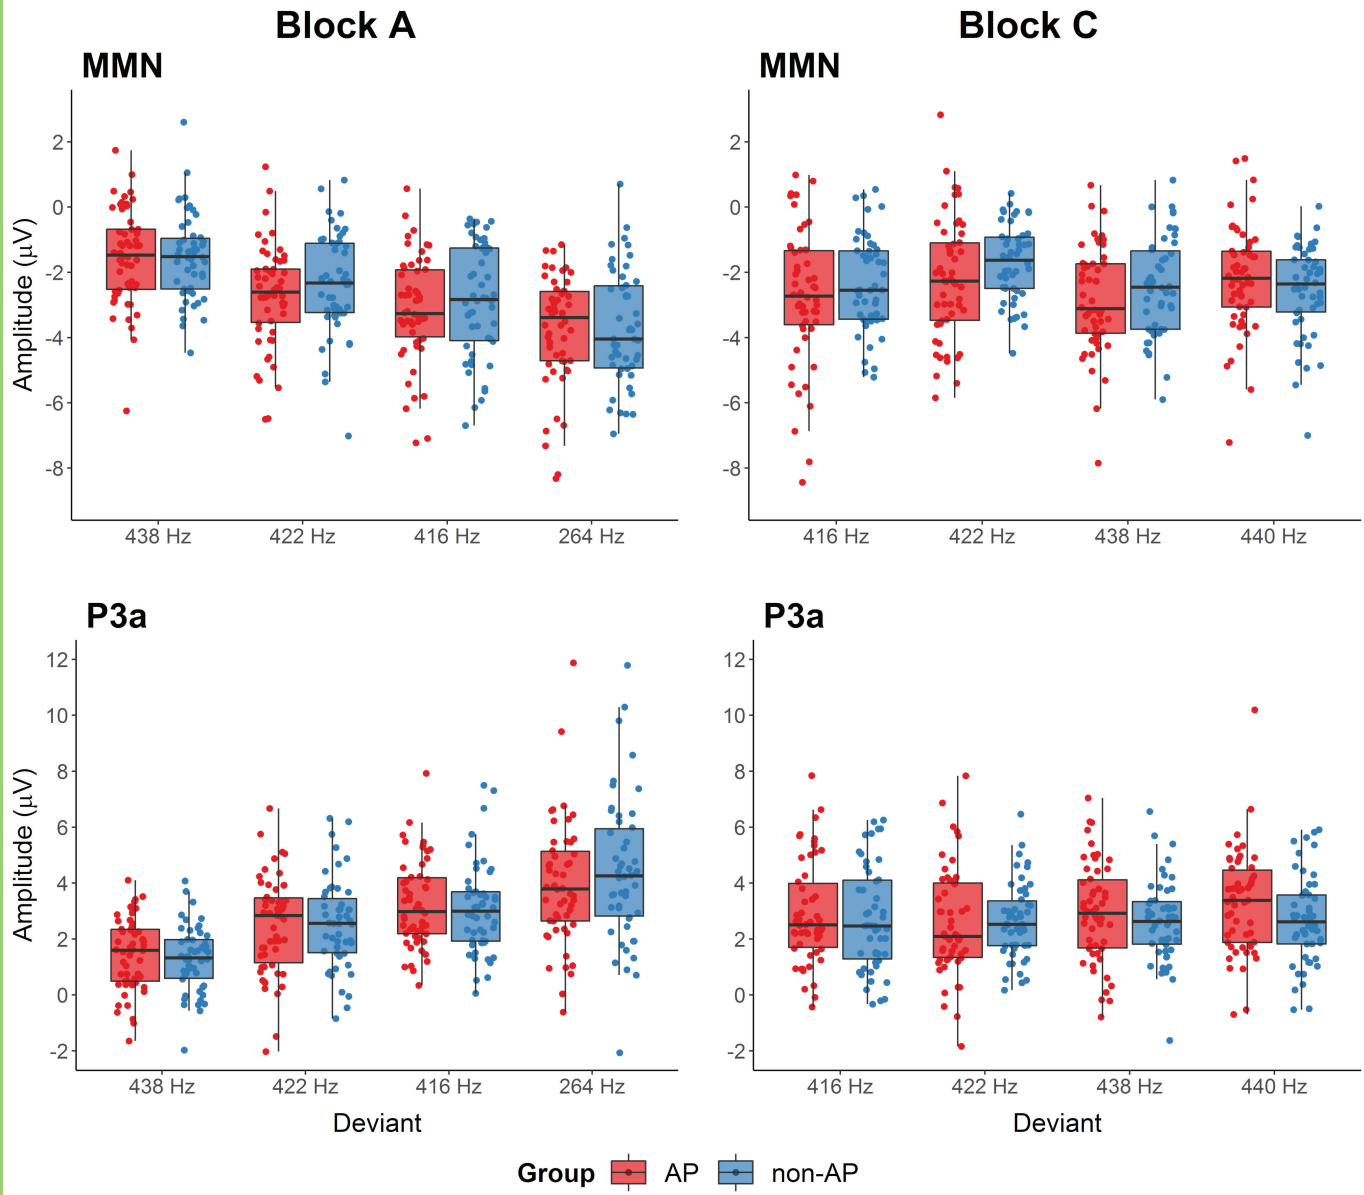 Block A
Block C
MMN
MMN
Amplitude (μV)
2
0
-2
-4
-6
-8
438 Hz 422 Hz 416 Hz 264 Hz
2
0
-2
-4
-6
-8
416 Hz 422 Hz 438 Hz 440 Hz
P3a
P3a
Amplitude (μV)
12
10
8
6
4
2
0
-2
438 Hz 422 Hz 416 Hz 264 Hz
Deviant
12
10
8
6
4
2
0
-2
416 Hz 422 Hz 438 Hz 440 Hz
Deviant
Group AP non-AP